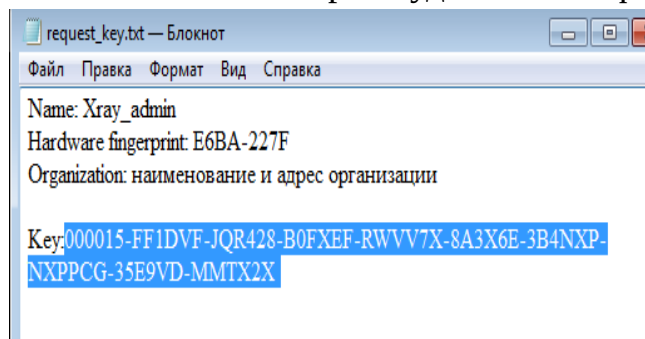 request_key.txt — Блокнот
Файл Правка Формат Вид Справка
Name: Xray_admin
Hardware fingerprint: E6BA-227F
Organization: наименование и адрес организации
Key:000015-FF1DVF-JQR428-B0FXEF-RWVV7X-8A3X6E-3B4NXP-
NXPPCG-35E9VD-MMTX2X